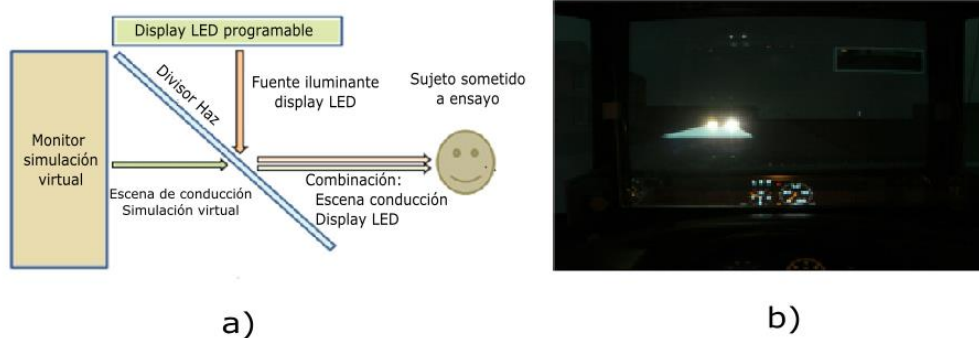 Display LED programable
Divisor Haz
Fuente iluminante
display LED
Sujeto sometido
a ensayo
Monitor
simulación
virtual
Escena de conducción
Simulación virtual
Combinación:
Escena conducción
Display LED
a)
b)